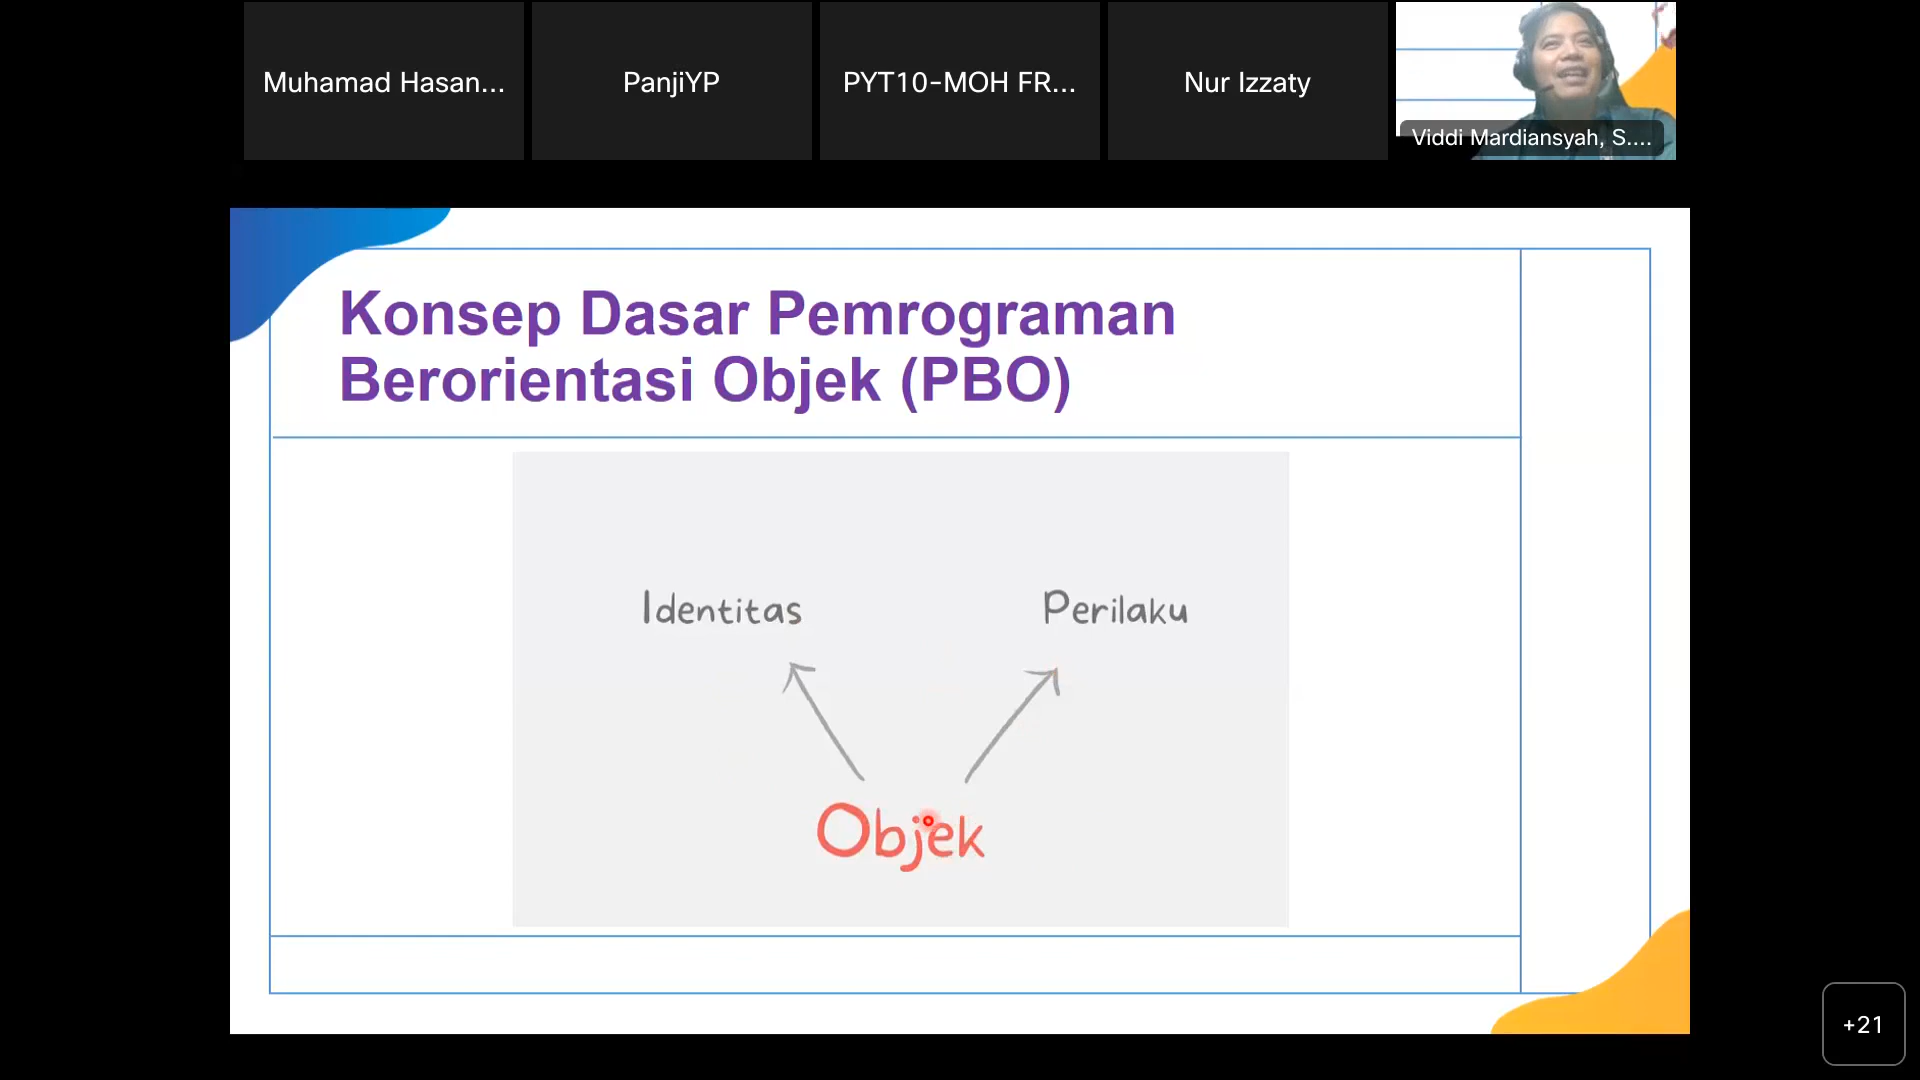 Muhamad Hasan...
PanjiYP
PYT10-MOH FR...
Nur Izzaty
Viddi Mardiansyah, S....
Konsep Dasar Pemrograman
Berorientasi Objek (PBO)
Identitas
Perilaku
Objek
+21